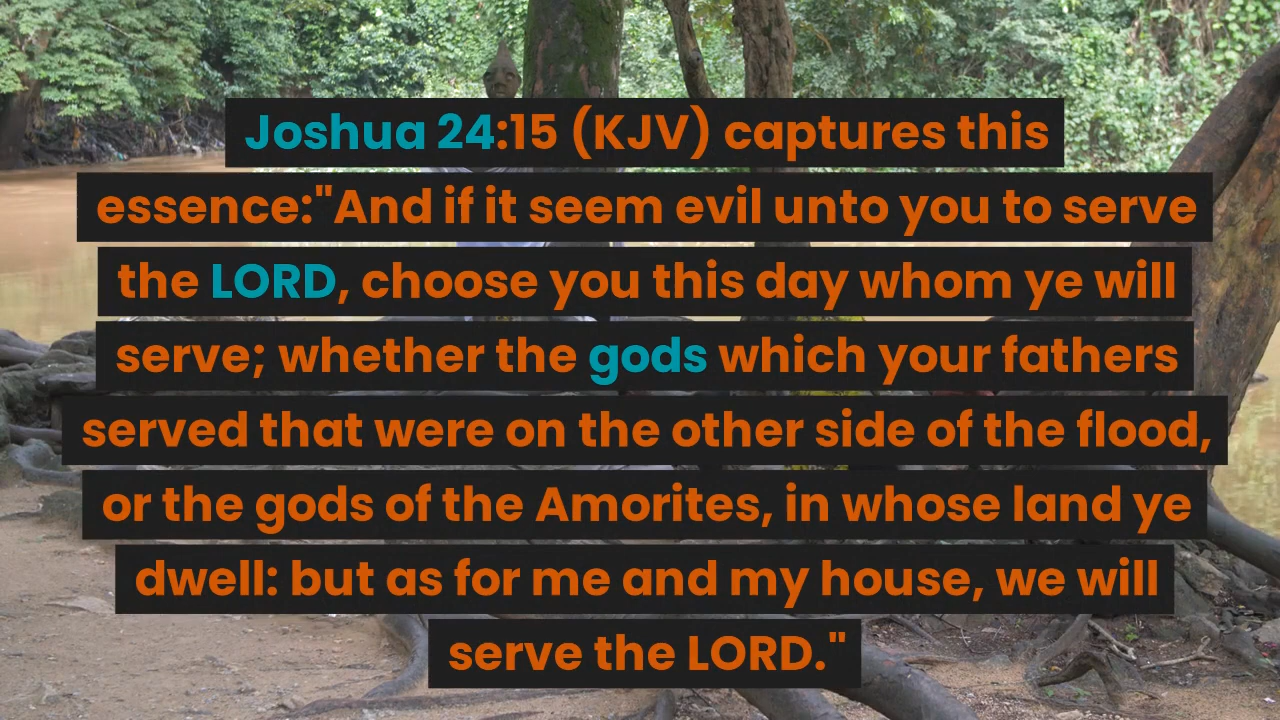 Joshua 24:15 (KJV) captures this
essence:"And if it seem evil unto you to serve
the LORD, choose you this day whom ye will
serve; whether the gods which your fathers
served that were on the other side of the flood,
or the gods of the Amorites, in whose land ye
dwell: but as for me and my house, we will
serve the LORD."